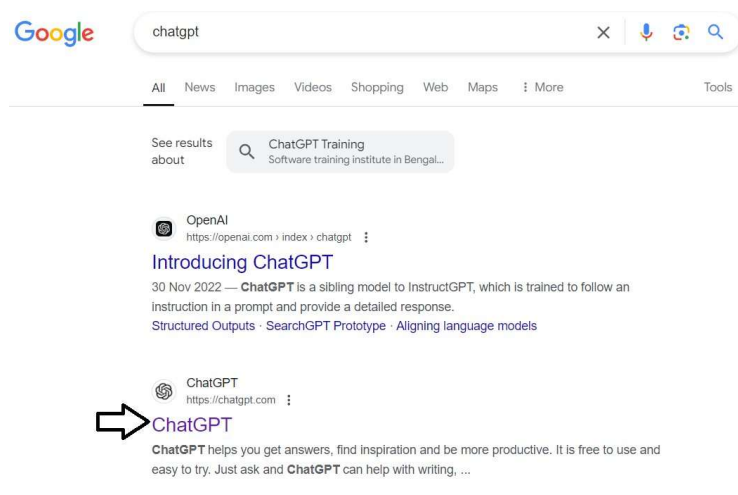 Google
chatgpt
All News Images Videos Shopping Web Maps More Tools
See results
about
ChatGPT Training
Software training institute in Bengal...
OpenAI
https://openai.com › index › chatgpt
Introducing ChatGPT
30 Nov 2022 — ChatGPT is a sibling model to InstructGPT, which is trained to follow an
instruction in a prompt and provide a detailed response.
Structured Outputs · SearchGPT Prototype · Aligning language models
ChatGPT
https://chatgpt.com
ChatGPT
ChatGPT helps you get answers, find inspiration and be more productive. It is free to use and
easy to try. Just ask and ChatGPT can help with writing, ...